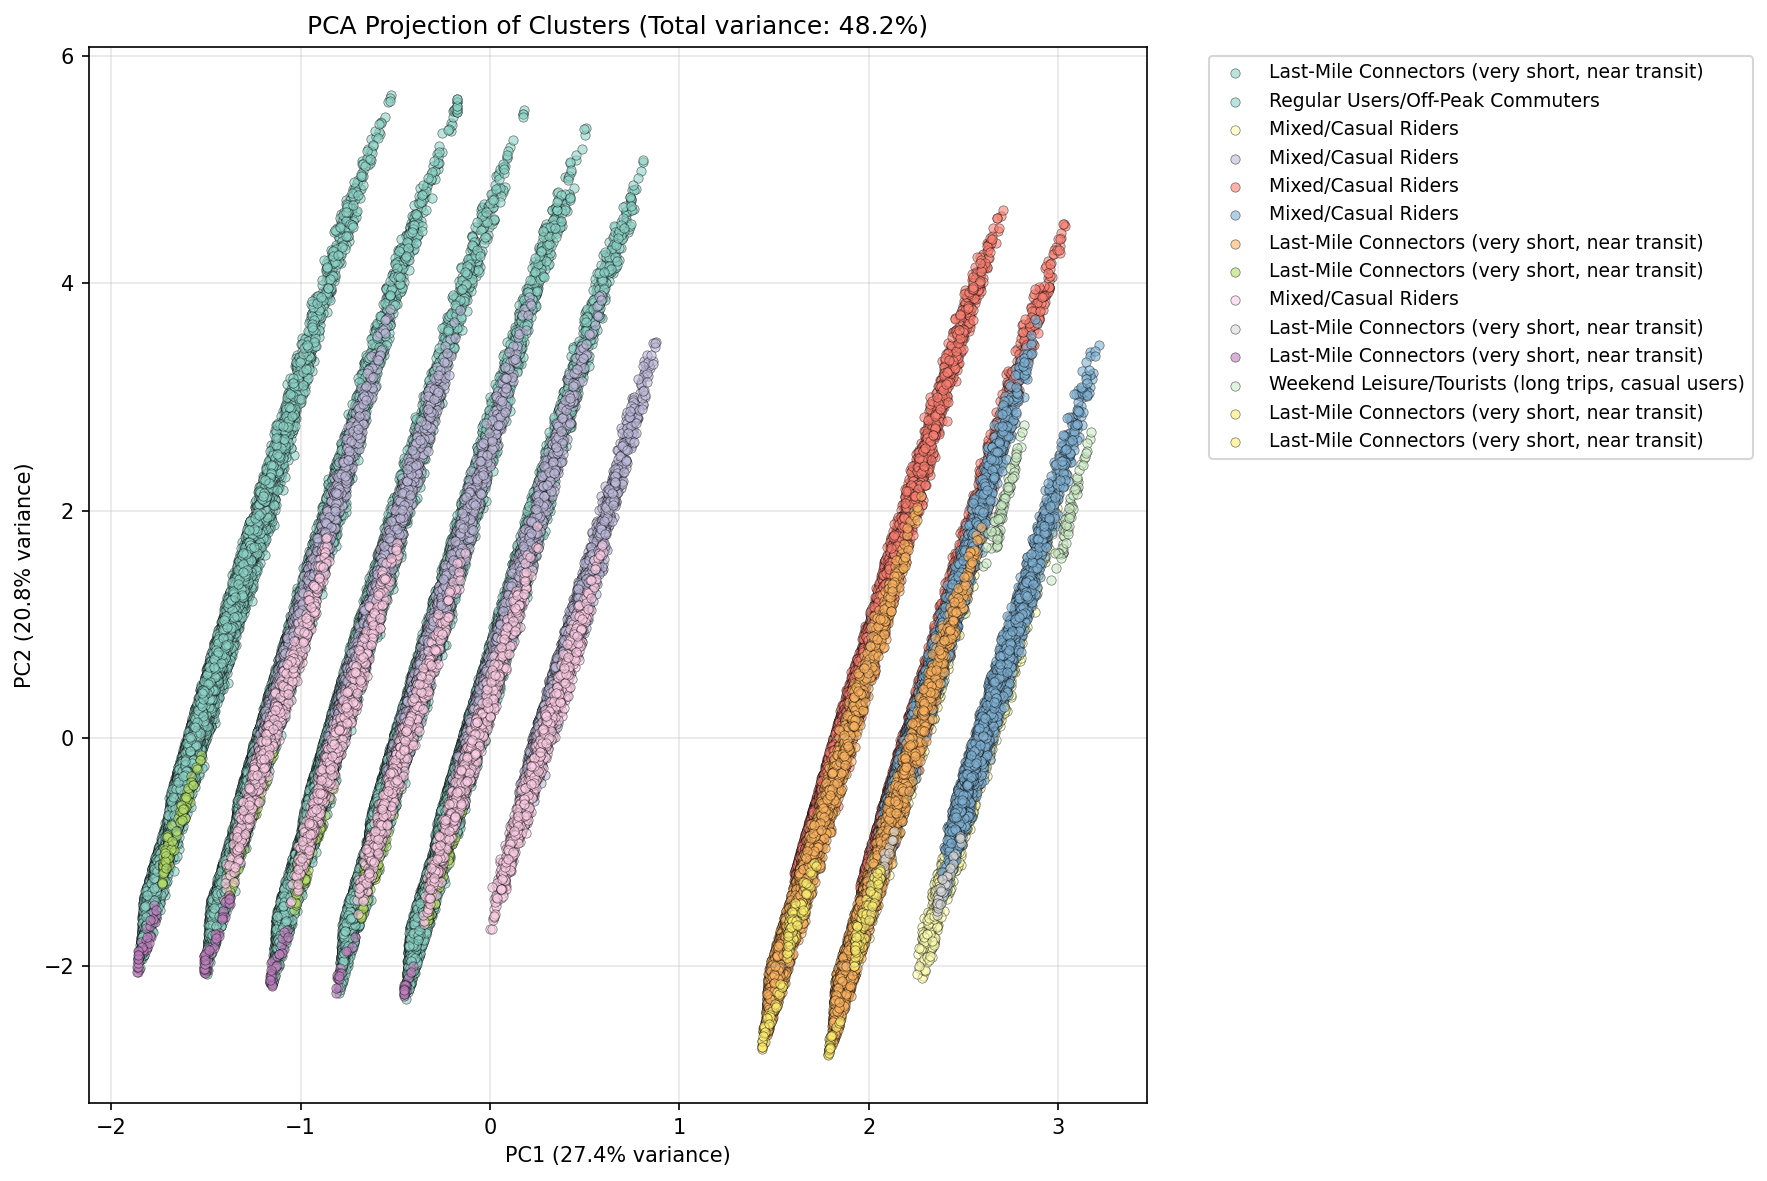 PCA Projection of Clusters (Total variance: 48.2%)
6
4
2
0
−2
PC2 (20.8% variance)
−2
−1
0
1
2
3
PC1 (27.4% variance)
Last-Mile Connectors (very short, near transit)
Regular Users/Off-Peak Commuters
Mixed/Casual Riders
Mixed/Casual Riders
Mixed/Casual Riders
Mixed/Casual Riders
Last-Mile Connectors (very short, near transit)
Last-Mile Connectors (very short, near transit)
Mixed/Casual Riders
Last-Mile Connectors (very short, near transit)
Last-Mile Connectors (very short, near transit)
Weekend Leisure/Tourists (long trips, casual users)
Last-Mile Connectors (very short, near transit)
Last-Mile Connectors (very short, near transit)